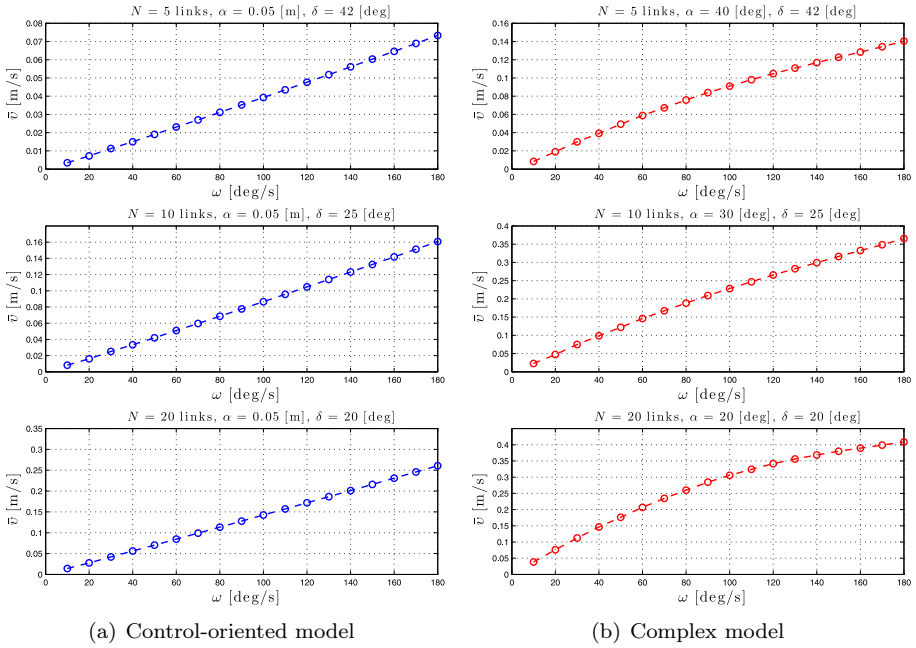 N = 5 links, α = 0.05 [m], δ = 42 [deg]
0.08
0.07
0.06
0.05
0.04
0.03
0.02
0.01
0
v̄ [m/s]
0 20 40 60 80 100 120 140 160 180
ω [deg/s]
N = 5 links, α = 40 [deg], δ = 42 [deg]
0.16
0.14
0.12
0.1
0.08
0.06
0.04
0.02
0
v̄ [m/s]
0 20 40 60 80 100 120 140 160 180
ω [deg/s]
N = 10 links, α = 0.05 [m], δ = 25 [deg]
0.16
0.14
0.12
0.1
0.08
0.06
0.04
0.02
0
v̄ [m/s]
0 20 40 60 80 100 120 140 160 180
ω [deg/s]
N = 10 links, α = 30 [deg], δ = 25 [deg]
0.4
0.35
0.3
0.25
0.2
0.15
0.1
0.05
0
v̄ [m/s]
0 20 40 60 80 100 120 140 160 180
ω [deg/s]
N = 20 links, α = 0.05 [m], δ = 20 [deg]
0.35
0.3
0.25
0.2
0.15
0.1
0.05
0
v̄ [m/s]
0 20 40 60 80 100 120 140 160 180
ω [deg/s]
N = 20 links, α = 20 [deg], δ = 20 [deg]
0.4
0.35
0.3
0.25
0.2
0.15
0.1
0.05
0
v̄ [m/s]
0 20 40 60 80 100 120 140 160 180
ω [deg/s]
(a) Control-oriented model
(b) Complex model